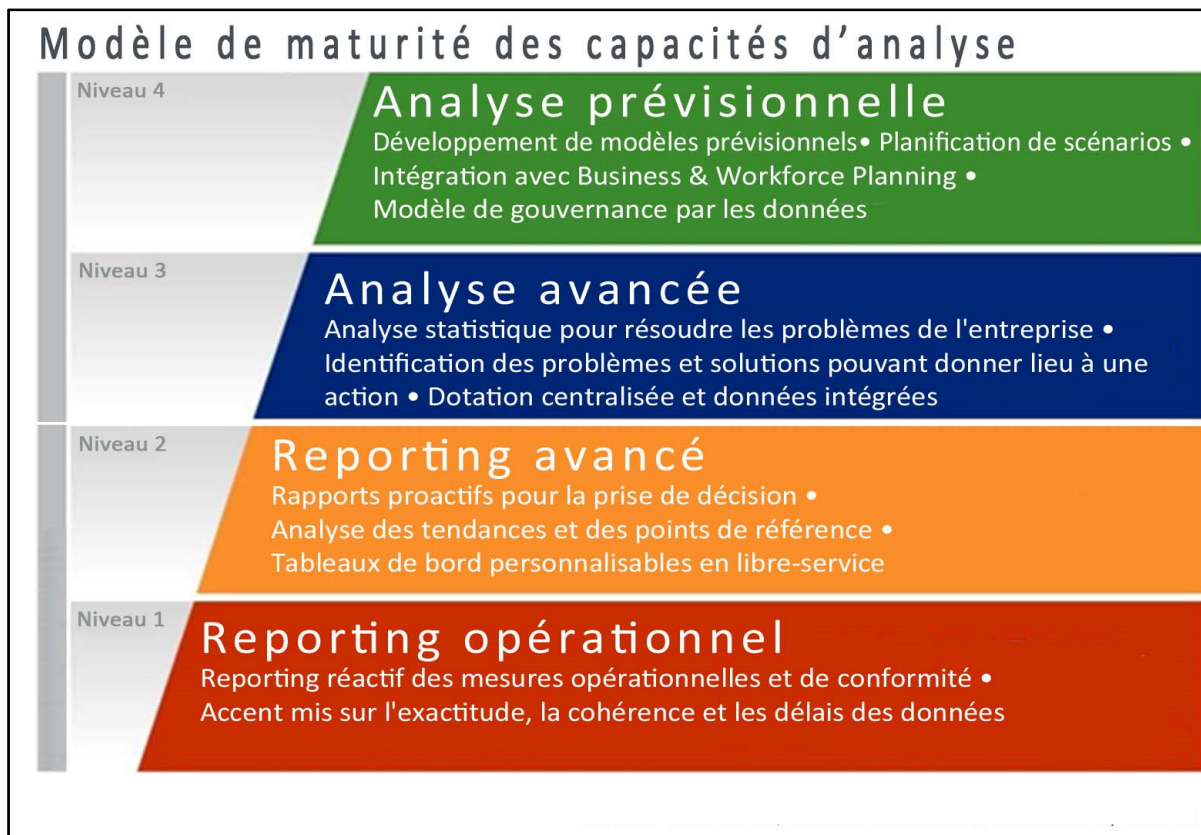 Modèle de maturité des capacités d'analyse
Niveau 4
Analyse prévisionnelle
Développement de modèles prévisionnels• Planification de scénarios •
Intégration avec Business & Workforce Planning •
Modèle de gouvernance par les données
Niveau 3
Analyse avancée
Analyse statistique pour résoudre les problèmes de l'entreprise •
Identification des problèmes et solutions pouvant donner lieu à une
action • Dotation centralisée et données intégrées
Niveau 2
Reporting avancé
Rapports proactifs pour la prise de décision •
Analyse des tendances et des points de référence •
Tableaux de bord personnalisables en libre-service
Niveau 1
Reporting opérationnel
Reporting réactif des mesures opérationnelles et de conformité •
Accent mis sur l'exactitude, la cohérence et les délais des données